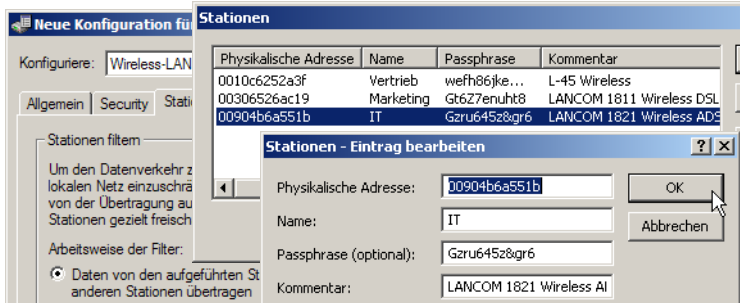 Neue Konfiguration fü
Konfiguriere: Wireless-LAN
Allgemein Security Stati
Stationen filtern
Um den Datenverkehr z
lokalen Netz einzuschrä
von der Übertragung au
Stationen gezielt freisch
Arbeitsweise der Filter:
Daten von den aufgeführten St
anderen Stationen übertragen
Stationen
Physikalische Adresse Name Passphrase Kommentar
0010c6252a3f Vertrieb wefh86jke... L-45 Wireless
00306526ac19 Marketing Gt6Z7enuht8 LANCOM 1811 Wireless DSL
00904b6a551b IT Gzru645z&gr6 LANCOM 1821 Wireless ADS
Stationen - Eintrag bearbeiten
Physikalische Adresse: 00904b6a551b OK
Name: IT
Abbrechen
Passphrase (optional): Gzru645z&gr6
Kommentar: LANCOM 1821 Wireless AI